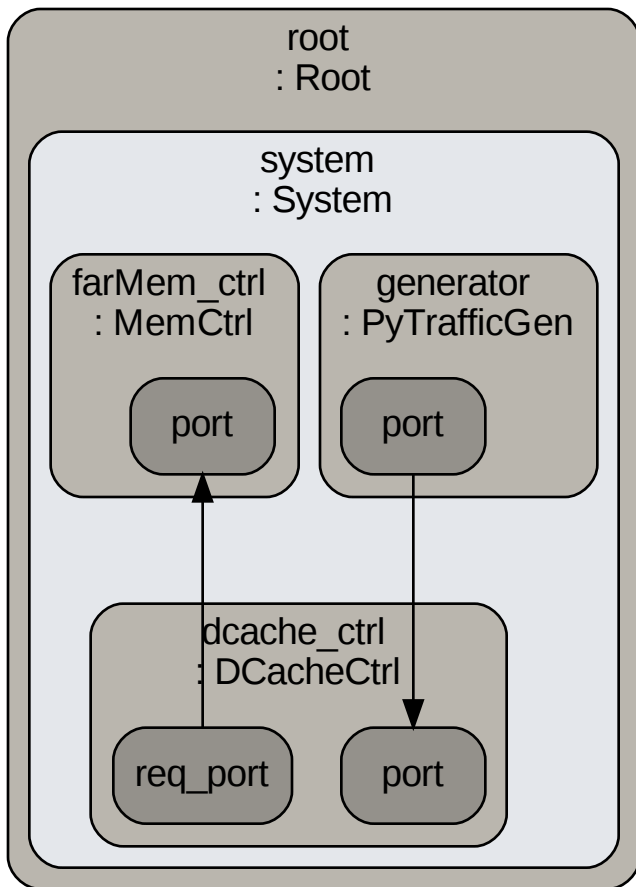 root
: Root
system
: System
farMem_ctrl
: MemCtrl
port
generator
: PyTrafficGen
port
dcache_ctrl
: DCacheCtrl
req_port
port